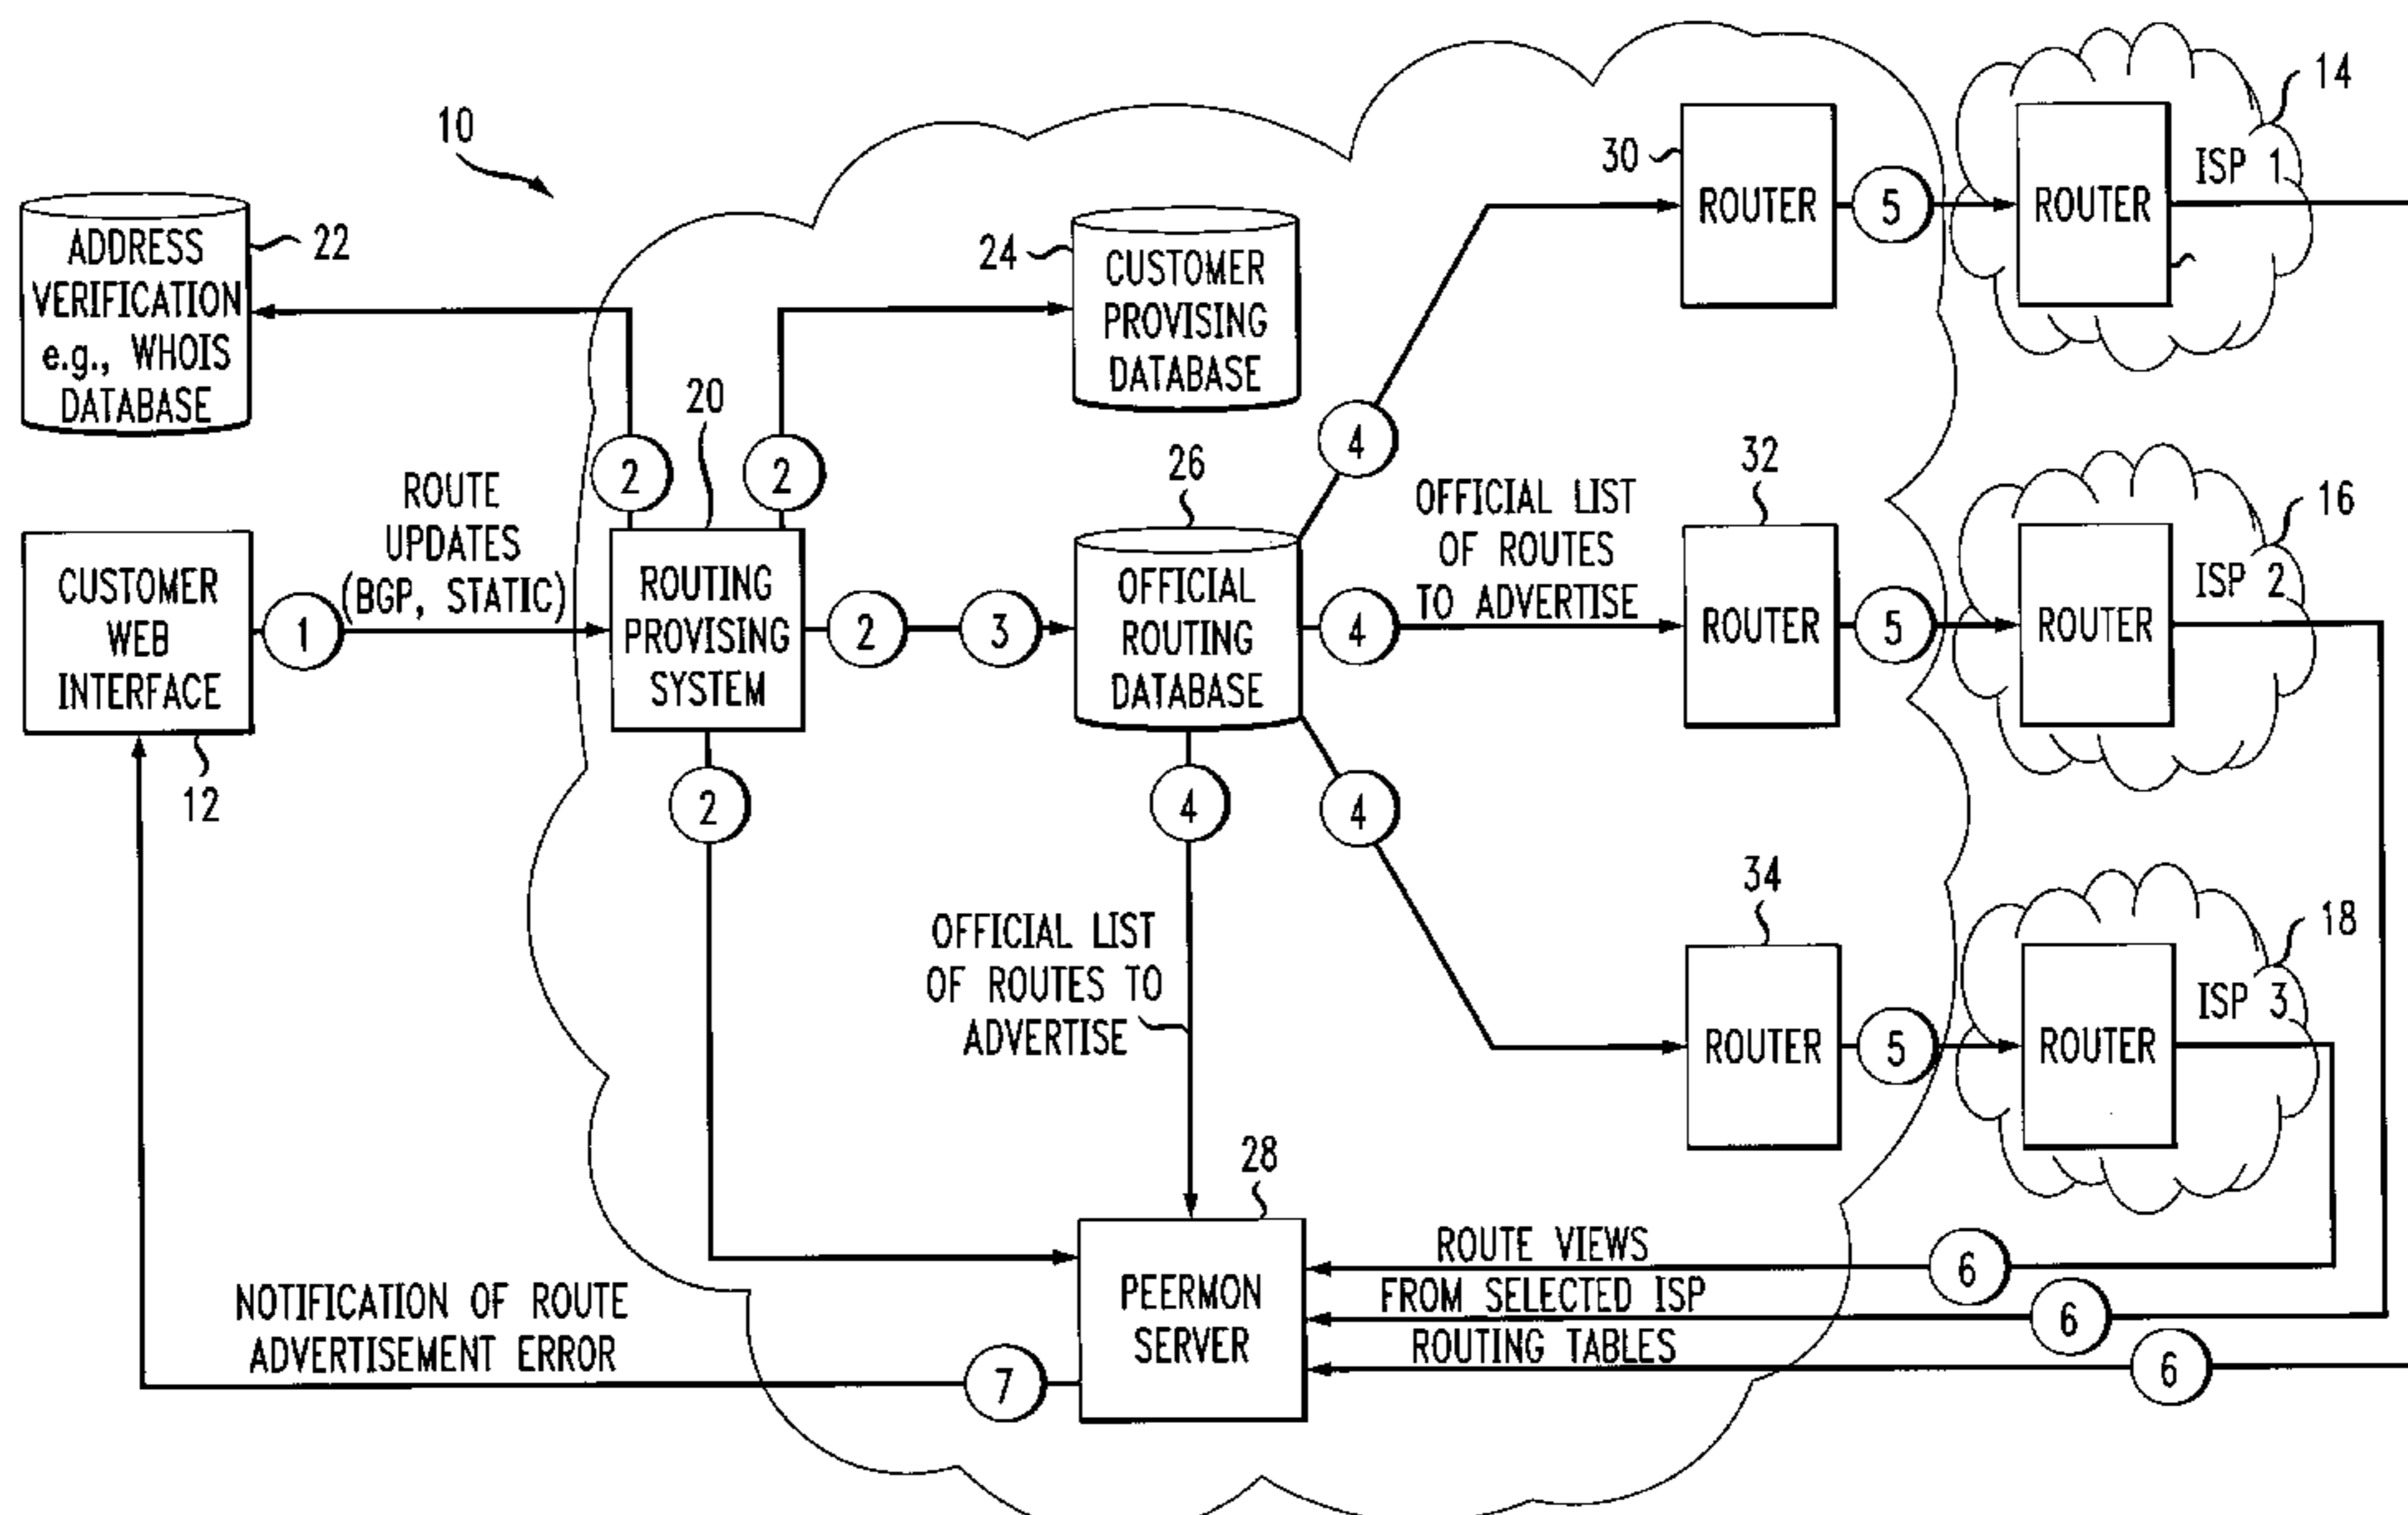 10
14
ISP 1
30
ROUTER
5
ROUTER
ADDRESS
VERIFICATION
e.g., WHOIS
DATABASE
22
24
CUSTOMER
PROVISING
DATABASE
20
2
2
4
26
32
16
ISP 2
CUSTOMER
WEB
INTERFACE
12
1
ROUTE
UPDATES
(BGP, STATIC)
ROUTING
PROVISING
SYSTEM
2
3
OFFICIAL
ROUTING
DATABASE
4
OFFICIAL LIST
OF ROUTES
TO ADVERTISE
ROUTER
5
ROUTER
2
4
4
OFFICIAL LIST
OF ROUTES TO
ADVERTISE
34
ROUTER
5
ROUTER
18
ISP 3
28
PEERMON
SERVER
ROUTE VIEWS
FROM SELECTED ISP
ROUTING TABLES
6
6
6
7
NOTIFICATION OF ROUTE
ADVERTISEMENT ERROR